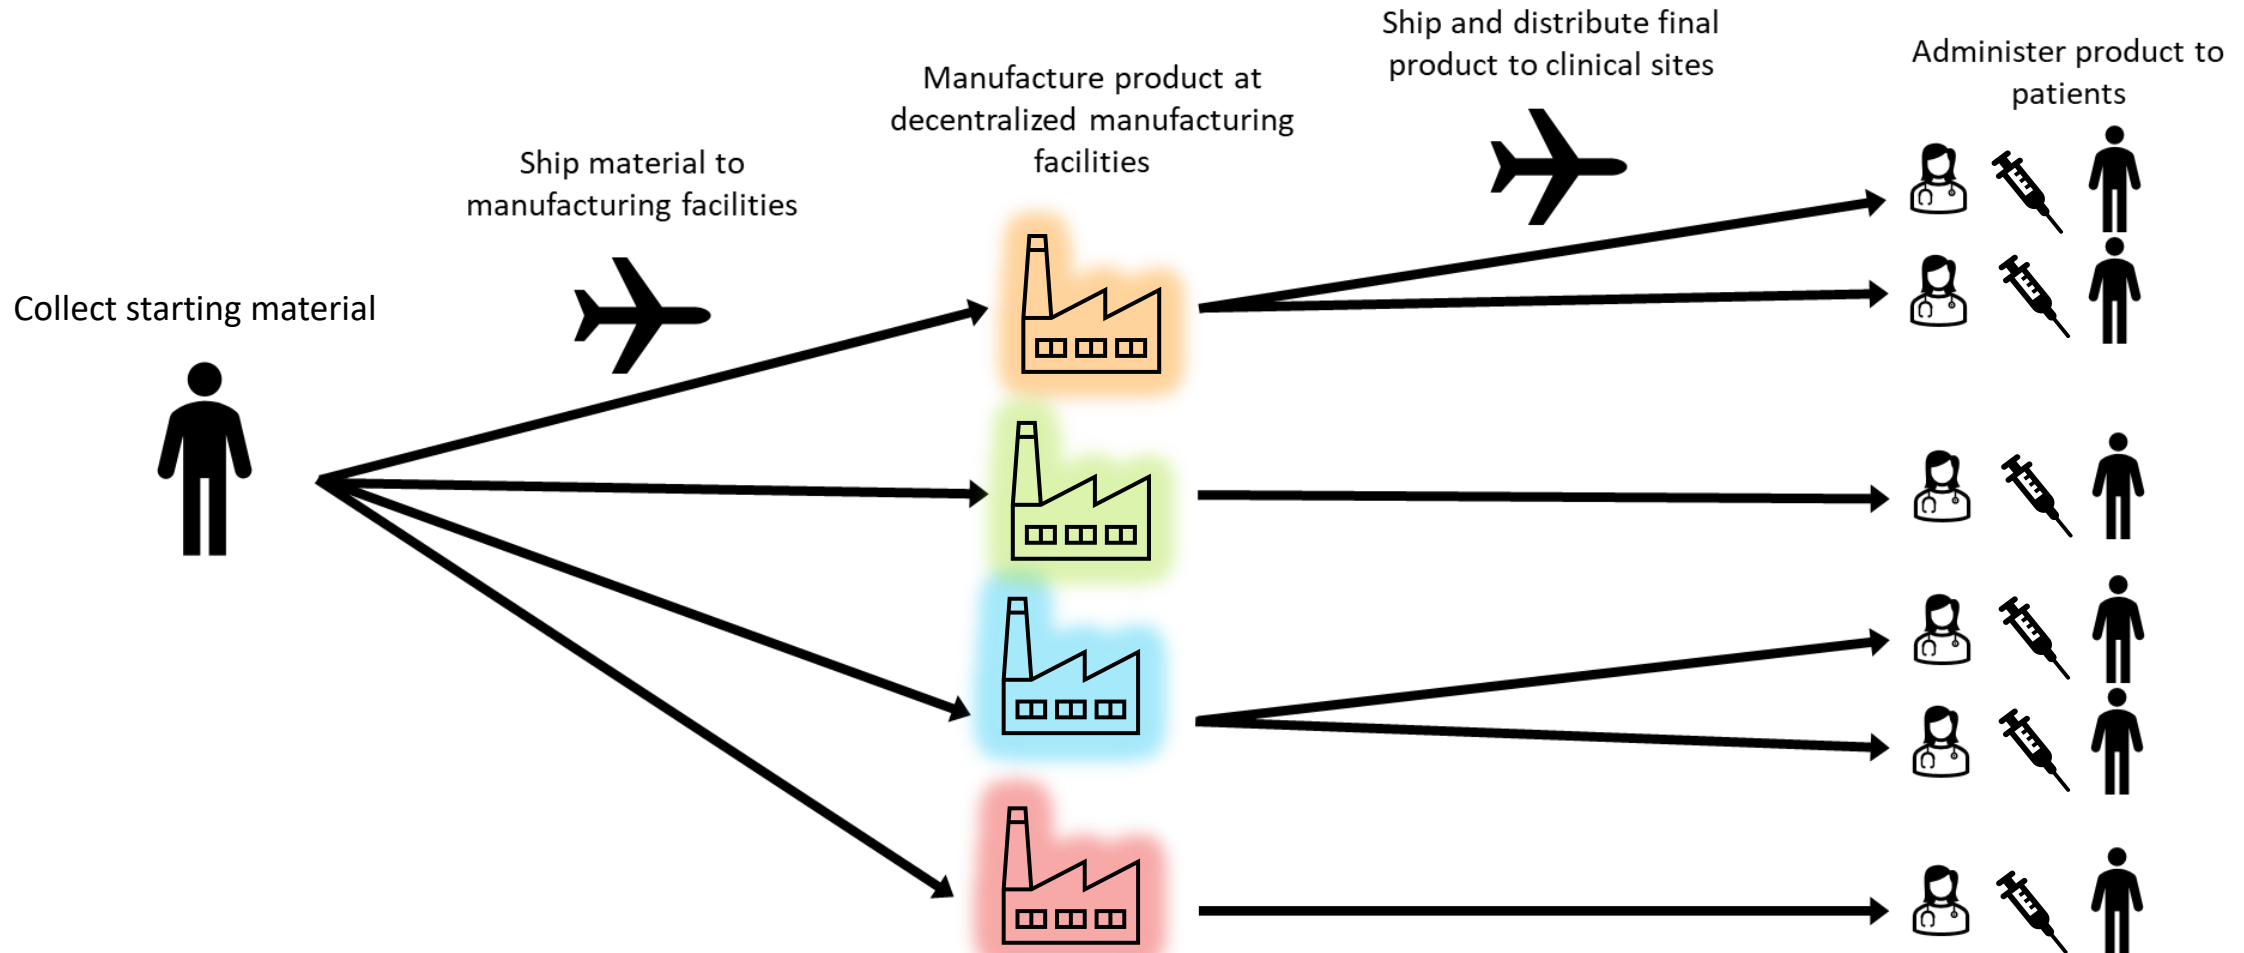 Collect starting material
Ship material to
manufacturing facilities
Manufacture product at
decentralized manufacturing
facilities
Ship and distribute final
product to clinical sites
Administer product to
patients